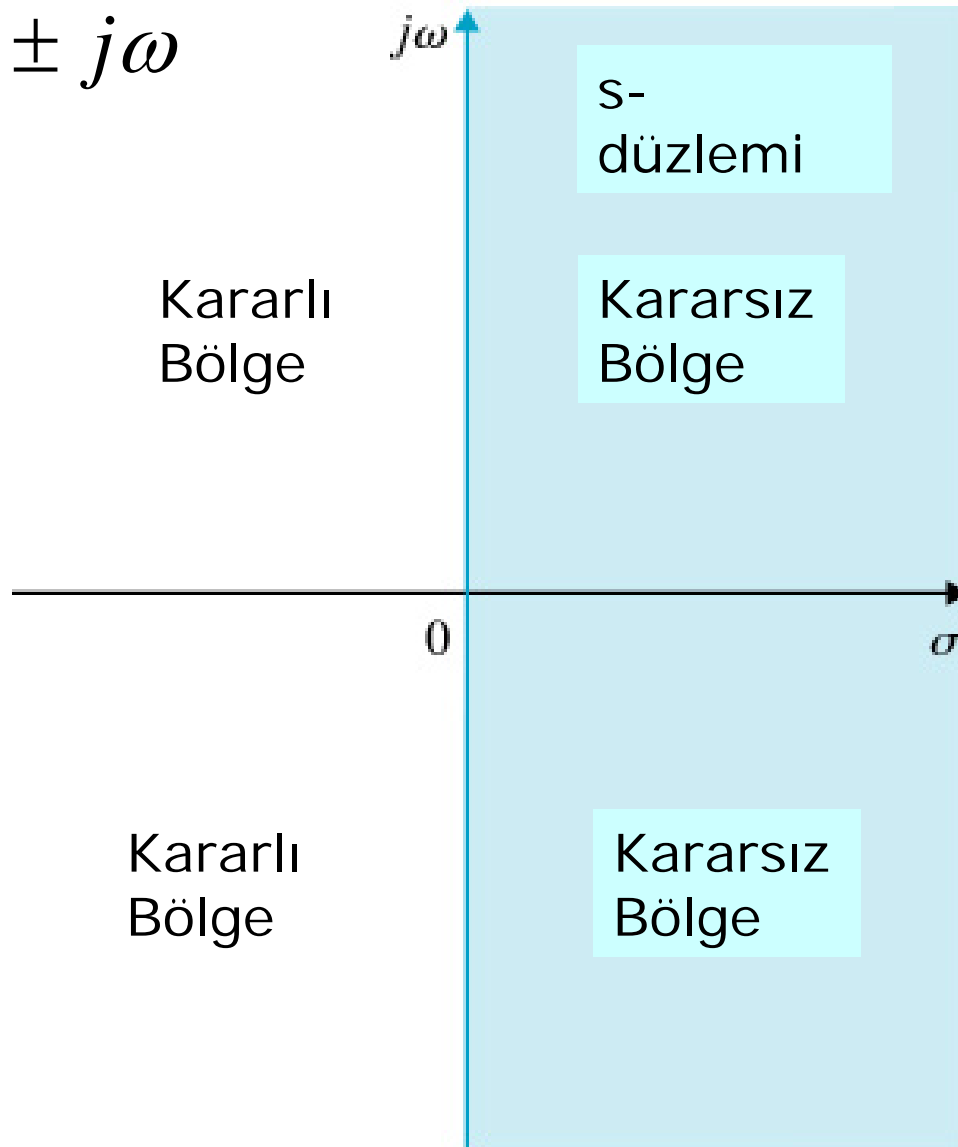 ± jω
jω
s-
düzlemi
Kararlı
Bölge
Kararsız
Bölge
0
σ
Kararlı
Bölge
Kararsız
Bölge